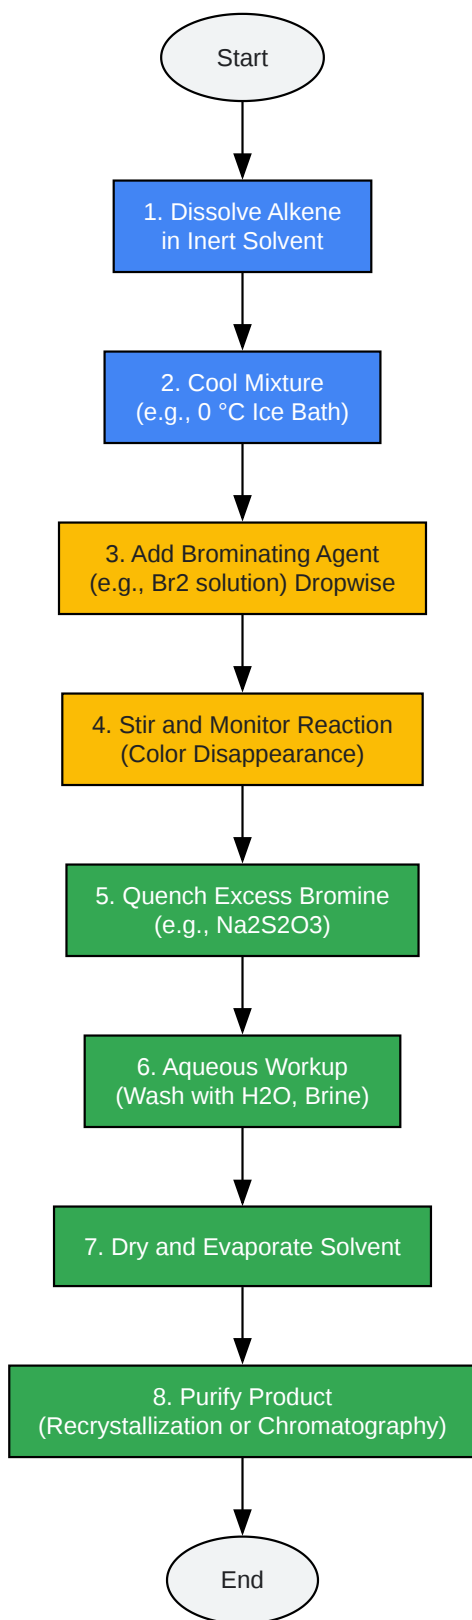 Start
1. Dissolve Alkene
in Inert Solvent
2. Cool Mixture
(e.g., 0 °C Ice Bath)
3. Add Brominating Agent
(e.g., Br2 solution) Dropwise
4. Stir and Monitor Reaction
(Color Disappearance)
5. Quench Excess Bromine
(e.g., Na2S2O3)
6. Aqueous Workup
(Wash with H2O, Brine)
7. Dry and Evaporate Solvent
8. Purify Product
(Recrystallization or Chromatography)
End